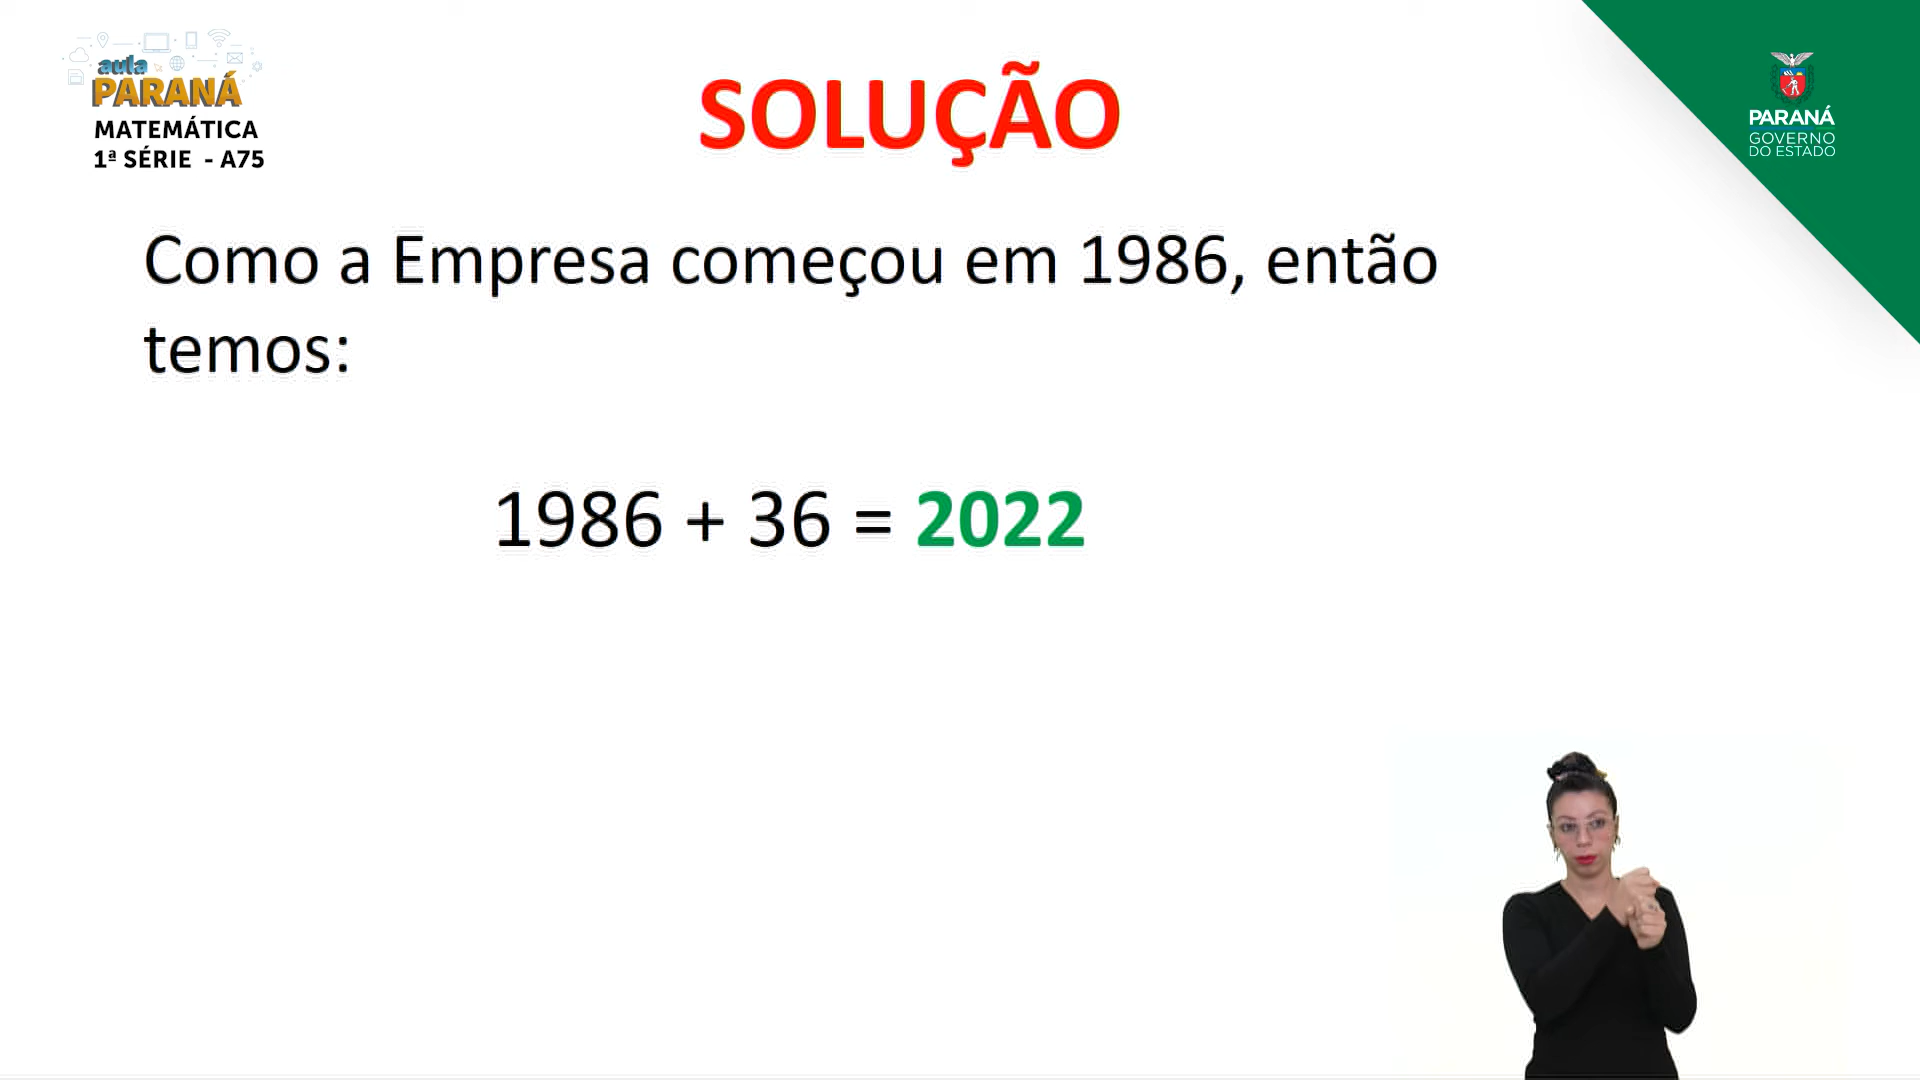 aula
PARANÁ
MATEMÁTICA
1ª SÉRIE - A75
SOLUÇÃO
PARANÁ
GOVERNO
DO ESTADO
Como a Empresa começou em 1986, então
temos:
1986 + 36 = 2022